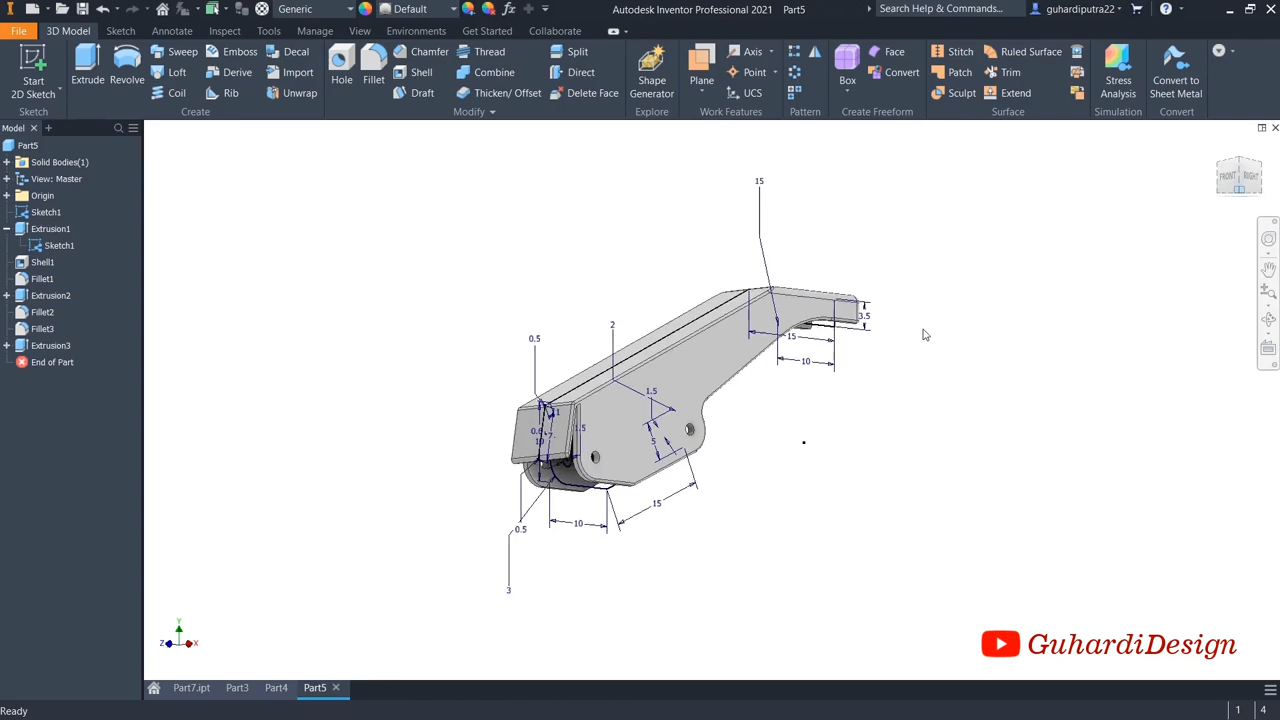 Generic
Default
Autodesk Inventor Professional 2021 Part5
Search Help & Commands...
guhardiputra22
File 3D Model Sketch Annotate Inspect Tools Manage View Environments Get Started Collaborate
Start
2D Sketch
Extrude
Revolve
Sweep
Loft
Coil
Emboss
Derive
Rib
Decal
Import
Unwrap
Hole
Fillet
Chamfer
Shell
Draft
Thread
Combine
Thicken/ Offset
Split
Direct
Delete Face
Shape
Generator
Plane
Axis
Point
UCS
Box
Face
Convert
Stitch
Patch
Sculpt
Ruled Surface
Trim
Extend
Stress
Analysis
Convert to
Sheet Metal
Sketch Create Modify Explore Work Features Pattern Create Freeform Surface Simulation Convert
Model
Part5
Solid Bodies(1)
View: Master
Origin
Sketch1
Extrusion1
Sketch1
Shell1
Fillet1
Extrusion2
Fillet2
Fillet3
Extrusion3
End of Part
FRONT RIGHT
15
3.5
15
10
2
0.5
1.5
1
1.5
0.6
10
7
5
15
10
0.5
3
Y
Z X
GuhardiDesign
Part7.ipt Part3 Part4 Part5
Ready
1 4